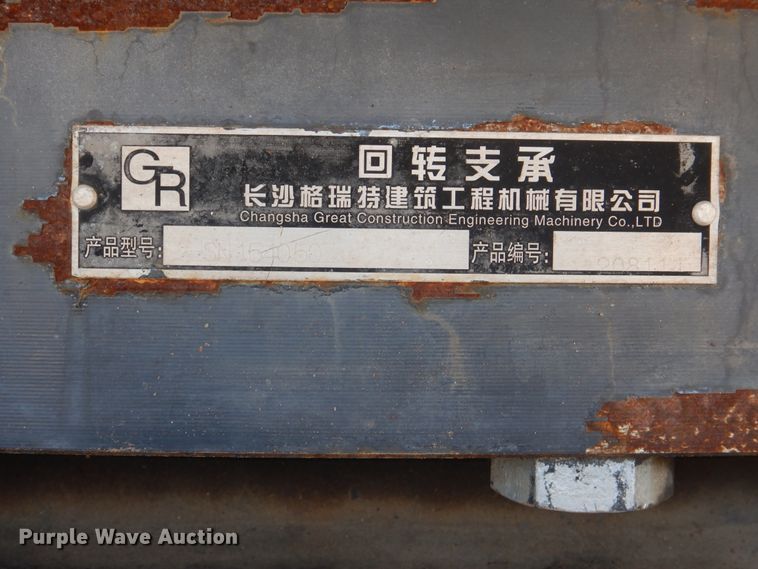 GR
回转支承
长沙格瑞特建筑工程机械有限公司
Changsha Great Construction Engineering Machinery Co.,LTD
产品型号: 产品编号:
Purple Wave Auction